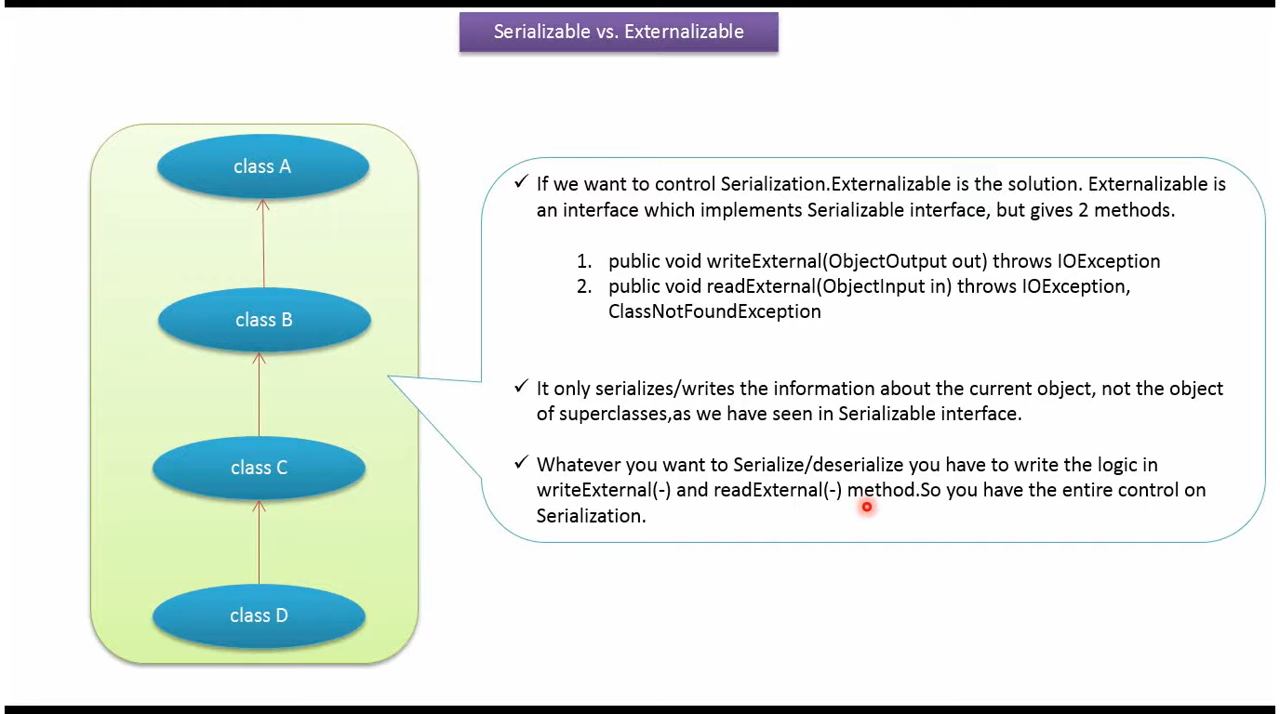 Serializable vs. Externalizable
class A
class B
class C
class D
✓ If we want to control Serialization.Externalizable is the solution. Externalizable is
an interface which implements Serializable interface, but gives 2 methods.
1. public void writeExternal(ObjectOutput out) throws IOException
2. public void readExternal(ObjectInput in) throws IOException,
ClassNotFoundException
✓ It only serializes/writes the information about the current object, not the object
of superclasses,as we have seen in Serializable interface.
✓ Whatever you want to Serialize/deserialize you have to write the logic in
writeExternal(-) and readExternal(-) method.So you have the entire control on
Serialization.